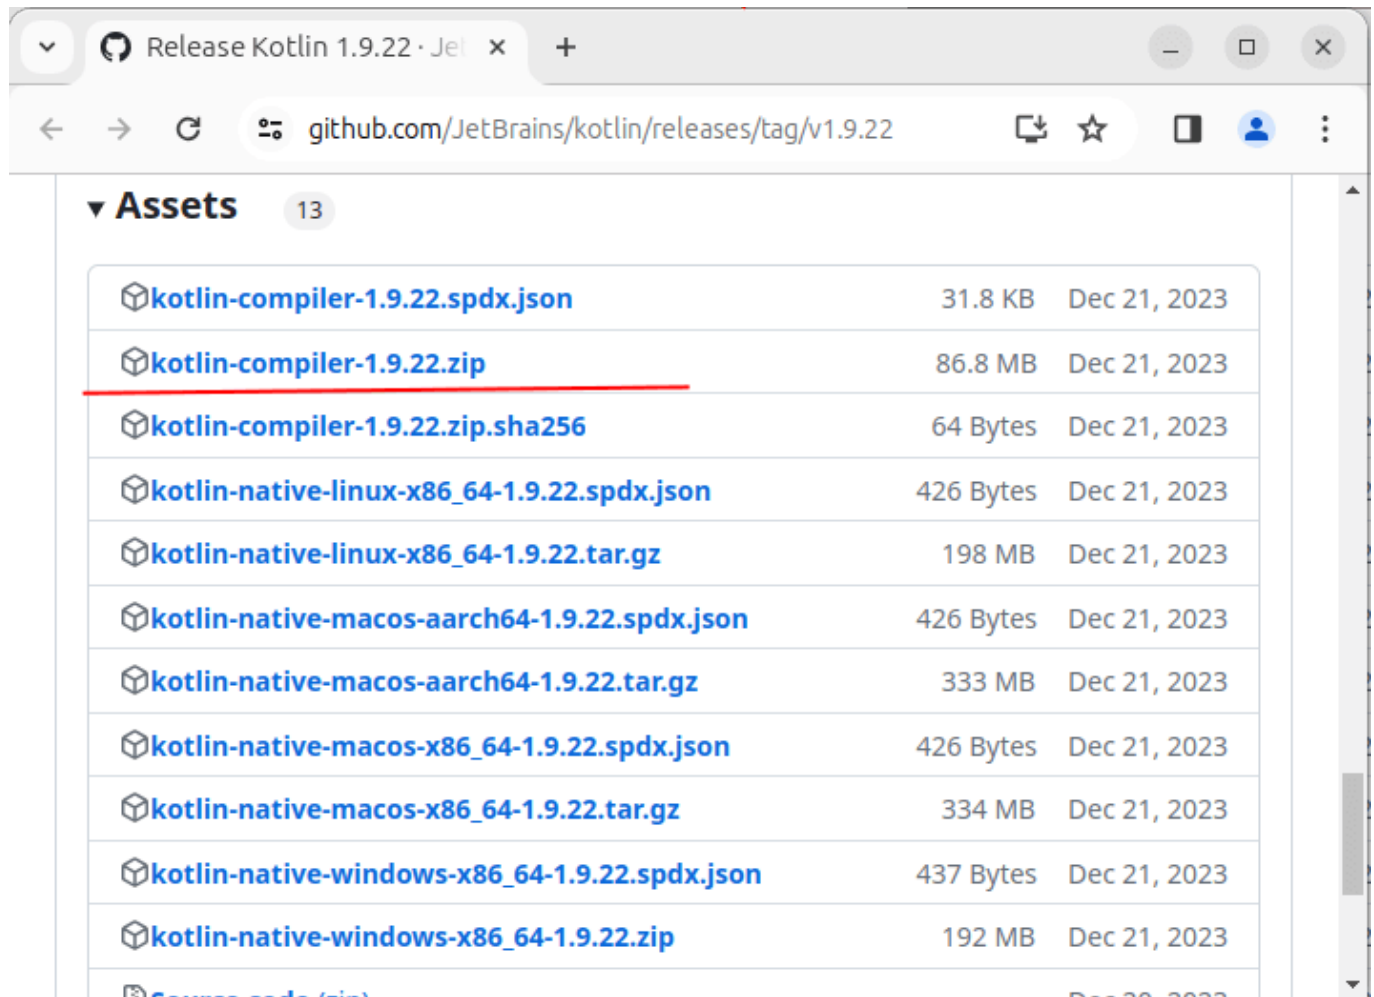 Release Kotlin 1.9.22 · Jet
github.com/JetBrains/kotlin/releases/tag/v1.9.22
Assets 13
kotlin-compiler-1.9.22.spdx.json 31.8 KB Dec 21, 2023
kotlin-compiler-1.9.22.zip 86.8 MB Dec 21, 2023
kotlin-compiler-1.9.22.zip.sha256 64 Bytes Dec 21, 2023
kotlin-native-linux-x86_64-1.9.22.spdx.json 426 Bytes Dec 21, 2023
kotlin-native-linux-x86_64-1.9.22.tar.gz 198 MB Dec 21, 2023
kotlin-native-macos-aarch64-1.9.22.spdx.json 426 Bytes Dec 21, 2023
kotlin-native-macos-aarch64-1.9.22.tar.gz 333 MB Dec 21, 2023
kotlin-native-macos-x86_64-1.9.22.spdx.json 426 Bytes Dec 21, 2023
kotlin-native-macos-x86_64-1.9.22.tar.gz 334 MB Dec 21, 2023
kotlin-native-windows-x86_64-1.9.22.spdx.json 437 Bytes Dec 21, 2023
kotlin-native-windows-x86_64-1.9.22.zip 192 MB Dec 21, 2023
Source code (zip) Dec 20, 2023